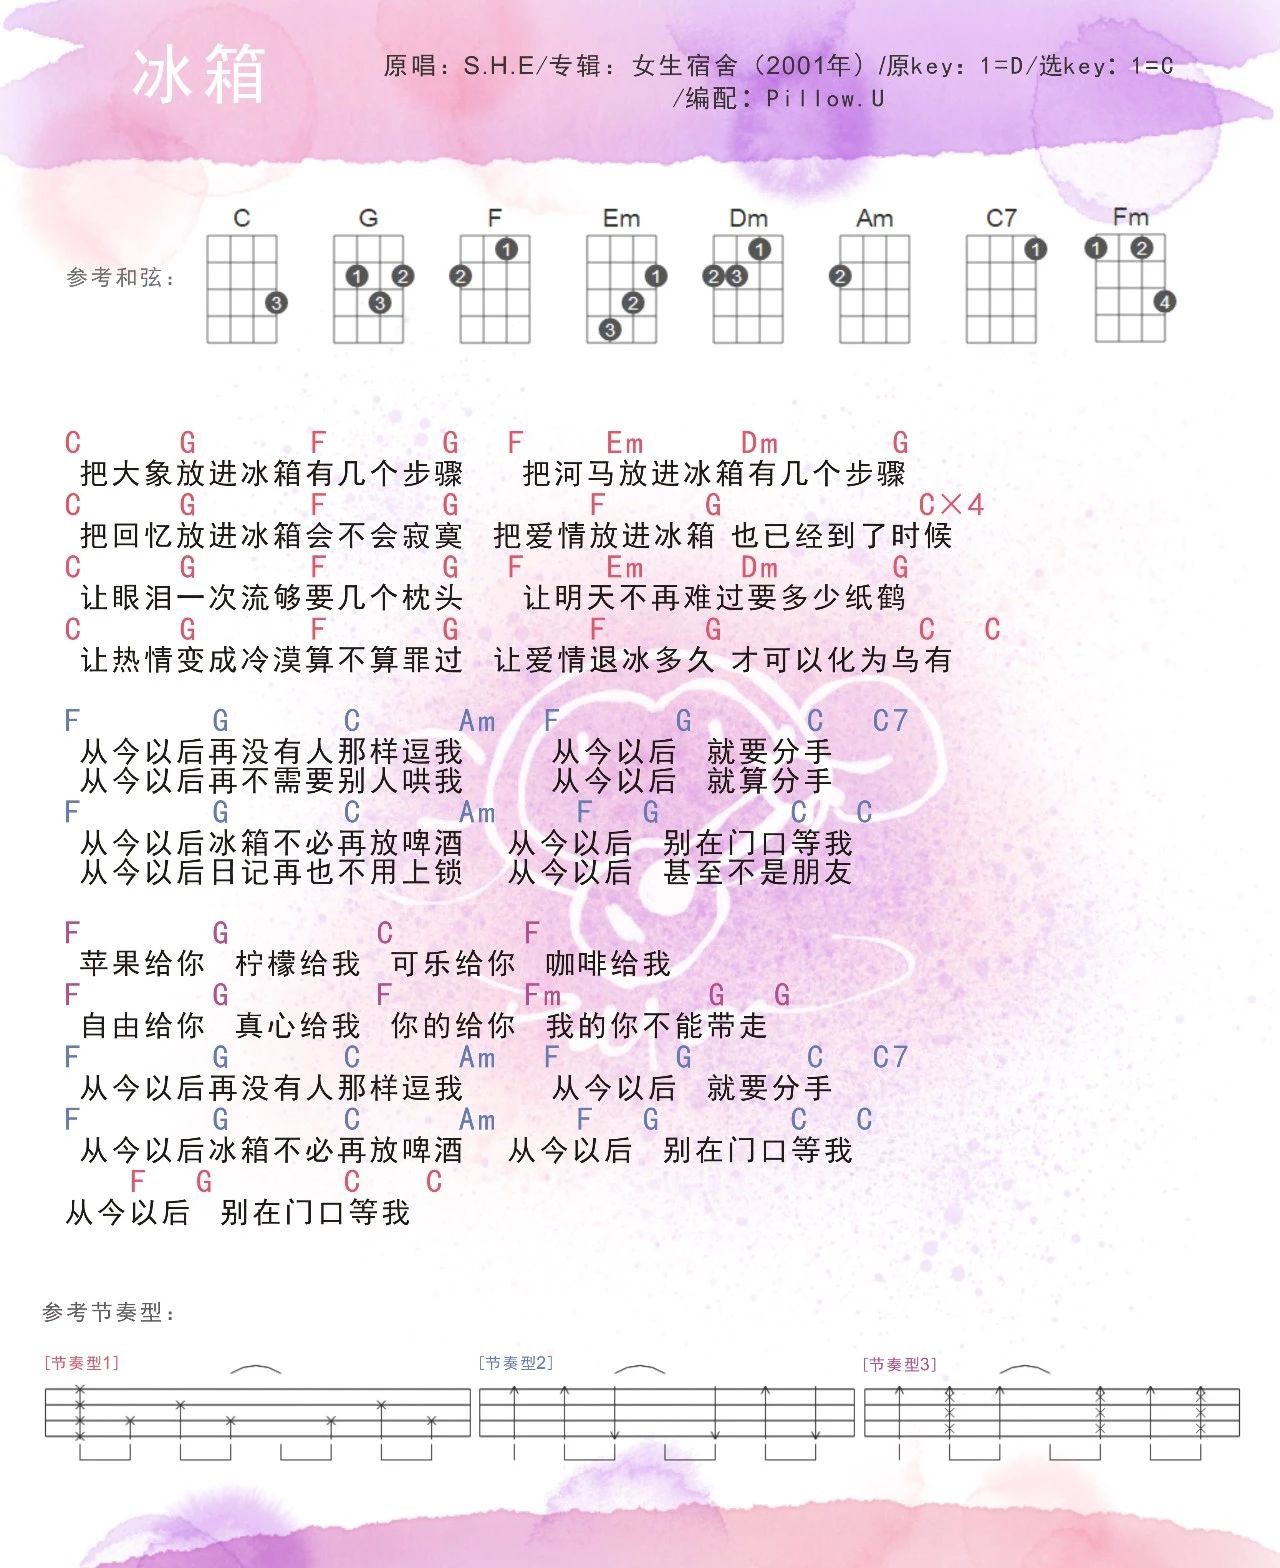 冰箱
原唱：S.H.E/专辑：女生宿舍（2001年）/原key：1=D/选key：1=C
/编配：Pillow.U
C G F Em Dm Am C7 Fm
参考和弦：
3 1 2 3 1 2 1 2 3 1 2 3 2 1 1 2 4
C G F G F Em Dm G
把大象放进冰箱有几个步骤 把河马放进冰箱有几个步骤
C G F G F G C×4
把回忆放进冰箱会不会寂寞 把爱情放进冰箱 也已经到了时候
C G F G F Em Dm G
让眼泪一次流够要几个枕头 让明天不再难过要多少纸鹤
C G F G F G C C
让热情变成冷漠算不算罪过 让爱情退冰多久 才可以化为乌有
F G C Am F G C C7
从今以后再没有人那样逗我 从今以后 就要分手
从今以后再不需要别人哄我 从今以后 就算分手
F G C Am F G C C
从今以后冰箱不必再放啤酒 从今以后 别在门口等我
从今以后日记再也不用上锁 从今以后 甚至不是朋友
F G C F
苹果给你 柠檬给我 可乐给你 咖啡给我
F G F Fm G G
自由给你 真心给我 你的给你 我的你不能带走
F G C Am F G C C7
从今以后再没有人那样逗我 从今以后 就要分手
F G C Am F G C C
从今以后冰箱不必再放啤酒 从今以后 别在门口等我
F G C C
从今以后 别在门口等我
参考节奏型：
[节奏型1] [节奏型2] [节奏型3]